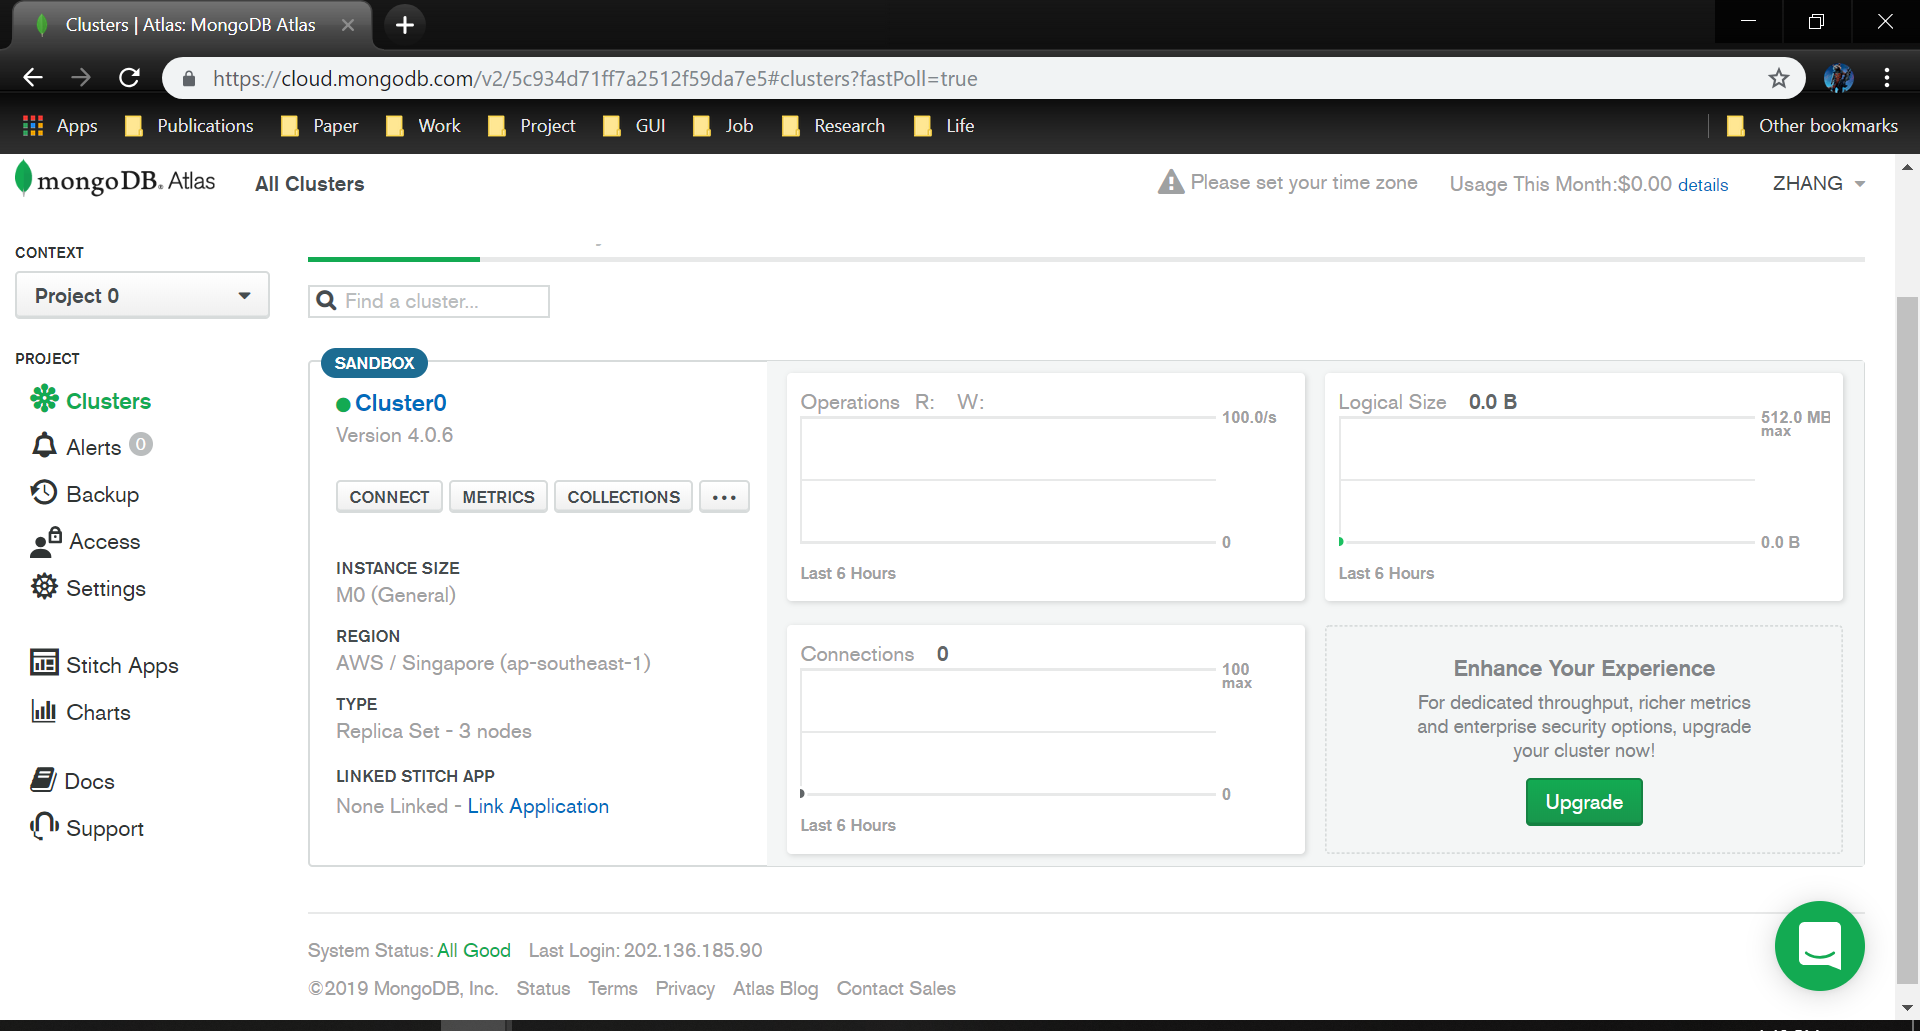 Clusters | Atlas: MongoDB Atlas
https://cloud.mongodb.com/v2/5c934d71ff7a2512f59da7e5#clusters?fastPoll=true
Apps Publications Paper Work Project GUI Job Research Life Other bookmarks
mongoDB. Atlas All Clusters Please set your time zone Usage This Month:$0.00 details ZHANG
CONTEXT
Project 0
Find a cluster...
PROJECT
Clusters
Alerts 0
Backup
Access
Settings
Stitch Apps
Charts
Docs
Support
SANDBOX
Cluster0
Version 4.0.6
CONNECT METRICS COLLECTIONS ...
INSTANCE SIZE
M0 (General)
REGION
AWS / Singapore (ap-southeast-1)
TYPE
Replica Set - 3 nodes
LINKED STITCH APP
None Linked - Link Application
Operations R: W:
100.0/s
0
Last 6 Hours
Logical Size 0.0 B
512.0 MB
max
0.0 B
Last 6 Hours
Connections 0
100
max
0
Last 6 Hours
Enhance Your Experience
For dedicated throughput, richer metrics
and enterprise security options, upgrade
your cluster now!
Upgrade
System Status: All Good Last Login: 202.136.185.90
©2019 MongoDB, Inc. Status Terms Privacy Atlas Blog Contact Sales